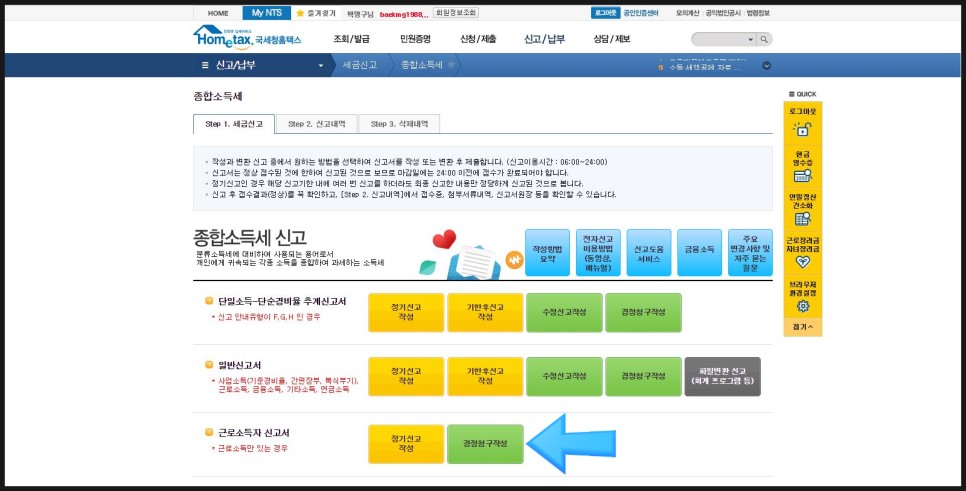 HOME
My NTS
즐겨찾기
백명구님 baekmg1988,,,
회원정보조회
로그아웃
공인인증센터
모의계산
공익법인공시
법령정보
Hometax. 국세청홈택스
조회/발급
민원증명
신청/제출
신고/납부
상담/제보
신고/납부
세금신고
종합소득세
소득 세액공제 자료 ...
종합소득세
Step 1. 세금신고
Step 2. 신고내역
Step 3. 삭제내역
작성과 변환 신고 중에서 원하는 방법을 선택하여 신고서를 작성 또는 변환 후 제출합니다. (신고이용시간 : 06:00~24:00)
신고서는 정상 접수된 것에 한하여 신고된 것으로 보므로 마감일에는 24:00 이전에 접수가 완료되어야 합니다.
정기신고인 경우 해당 신고기한 내에 여러 번 신고를 하더라도 최종 신고한 내용만 정당하게 신고된 것으로 봅니다.
신고 후 접수결과(정상)를 꼭 확인하고, [Step 2. 신고내역]에서 접수증, 첨부서류내역, 신고서원장 등을 확인할 수 있습니다.
종합소득세 신고
분류소득세에 대비하여 사용되는 용어로서
개인에게 귀속되는 각종 소득을 종합하여 과세하는 소득세
작성방법
요약
전자신고
이용방법
(동영상,
매뉴얼)
신고도움
서비스
금융소득
주요
변경사항 및
자주 묻는
질문
단일소득-단순경비율 추계신고서
* 신고 안내유형이 F,G,H 인 경우
정기신고
작성
기한후신고
작성
수정신고작성
경정청구작성
일반신고서
* 사업소득(기준경비율, 간편장부, 복식부기),
근로소득, 금융소득, 기타소득, 연금소득
정기신고
작성
기한후신고
작성
수정신고작성
경정청구작성
파일변환 신고
(회계 프로그램 등)
근로소득자 신고서
* 근로소득만 있는 경우
정기신고
작성
경정청구작성
QUICK
로그아웃
현금
영수증
연말정산
간소화
근로장려금
자녀장려금
브라우저
환경설정
접기